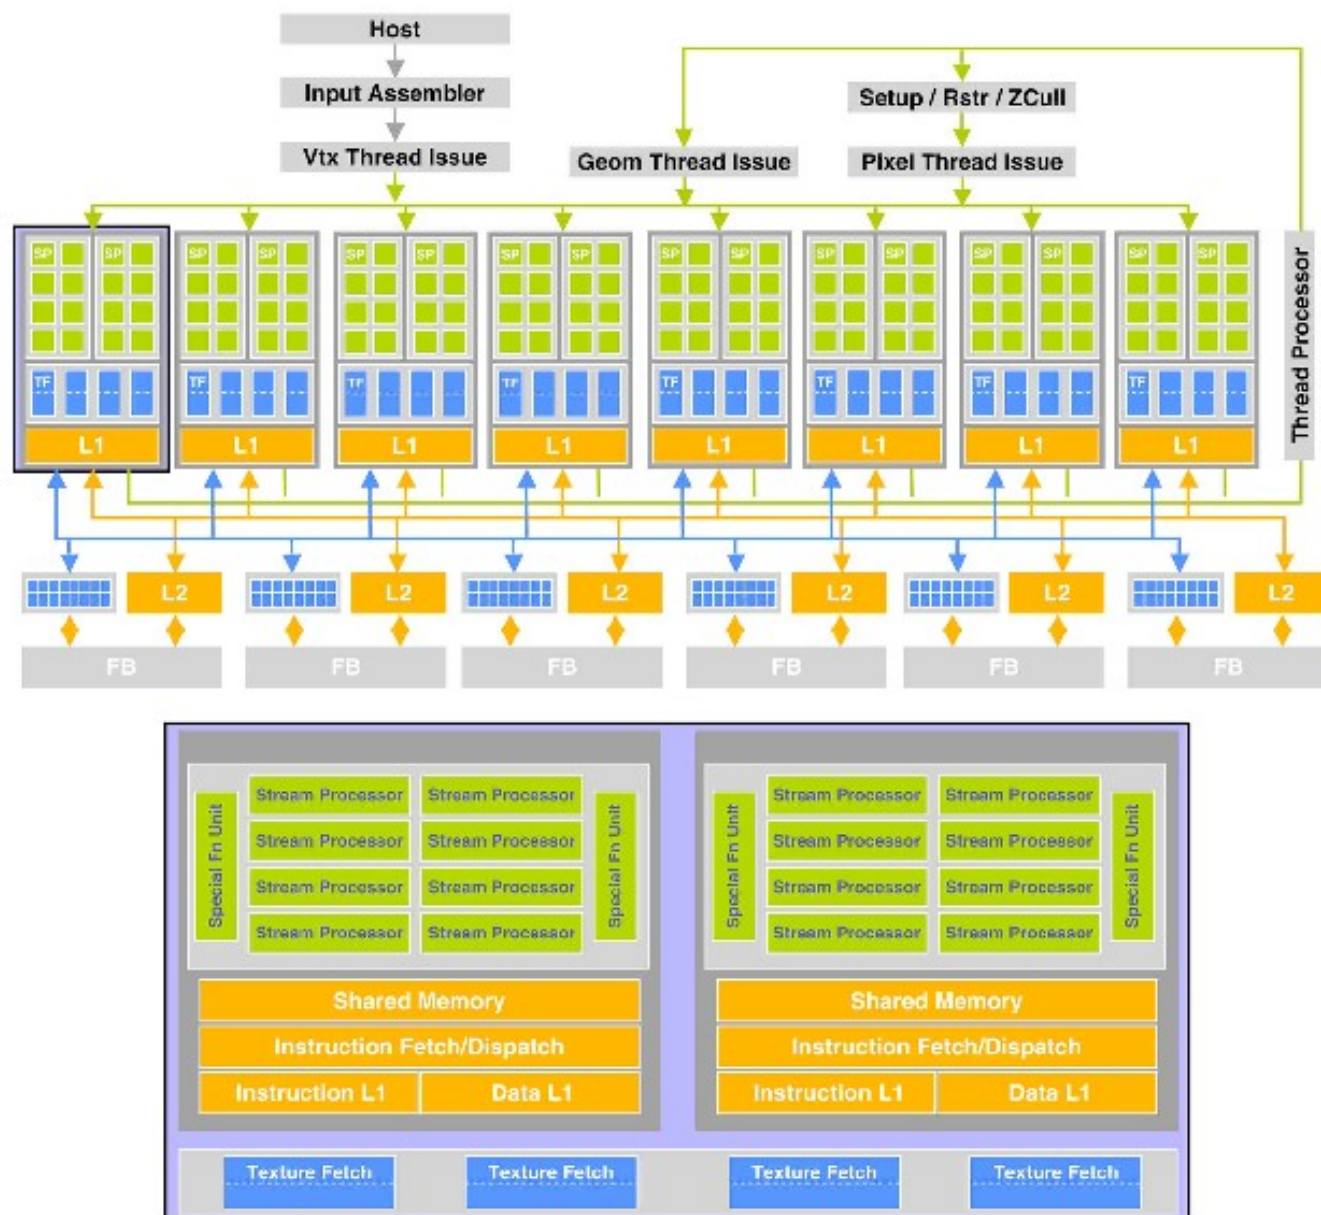 Host
Input Assembler
Setup / Rstr / ZCull
Vtx Thread Issue
Geom Thread Issue
Pixel Thread Issue
SP SP SP SP SP SP SP SP SP SP SP SP SP SP SP SP
Thread Processor
TF TF TF TF TF TF TF TF
L1 L1 L1 L1 L1 L1 L1 L1
L2 L2 L2 L2 L2 L2
FB FB FB FB FB FB
Special Fn Unit
Stream Processor Stream Processor
Stream Processor Stream Processor
Stream Processor Stream Processor
Stream Processor Stream Processor
Special Fn Unit
Shared Memory
Instruction Fetch/Dispatch
Instruction L1 Data L1
Special Fn Unit
Stream Processor Stream Processor
Stream Processor Stream Processor
Stream Processor Stream Processor
Stream Processor Stream Processor
Special Fn Unit
Shared Memory
Instruction Fetch/Dispatch
Instruction L1 Data L1
Texture Fetch Texture Fetch Texture Fetch Texture Fetch